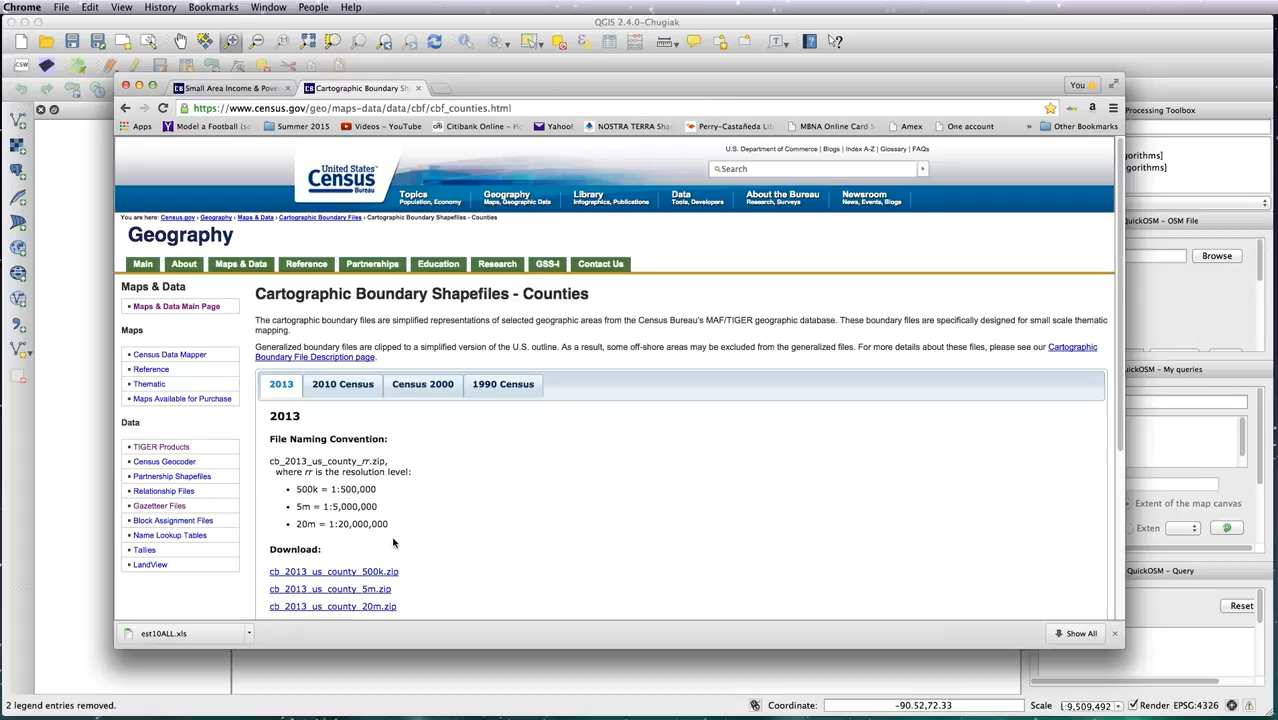 Chrome File Edit View History Bookmarks Window People Help
QGIS 2.4.0-Chugiak
CSW
Small Area Income & Pove
Cartographic Boundary Sh
You
https://www.census.gov/geo/maps-data/data/cbf/cbf_counties.html
Apps Model a Football (se Summer 2015 Videos - YouTube Citibank Online - Ho Yahoo! NOSTRA TERRA Perry-Castañeda Lib MBNA Online Card Amex One account » Other Bookmarks
U.S. Department of Commerce | Blogs | Index A-Z | Glossary | FAQs
United States
Census
Bureau
Search
Topics
Population, Economy
Geography
Maps, Geographic Data
Library
Infographics, Publications
Data
Tools, Developers
About the Bureau
Research, Surveys
Newsroom
News, Events, Blogs
You are here: Census.gov › Geography › Maps & Data › Cartographic Boundary Files › Cartographic Boundary Shapefiles - Counties
Geography
Main About Maps & Data Reference Partnerships Education Research GSS-I Contact Us
Maps & Data
Maps & Data Main Page
Maps
Census Data Mapper
Reference
Thematic
Maps Available for Purchase
Data
TIGER Products
Census Geocoder
Partnership Shapefiles
Relationship Files
Gazetteer Files
Block Assignment Files
Name Lookup Tables
Tallies
LandView
Cartographic Boundary Shapefiles - Counties
The cartographic boundary files are simplified representations of selected geographic areas from the Census Bureau's MAF/TIGER geographic database. These boundary files are specifically designed for small scale thematic
mapping.
Generalized boundary files are clipped to a simplified version of the U.S. outline. As a result, some off-shore areas may be excluded from the generalized files. For more details about these files, please see our Cartographic
Boundary File Description page.
2013 2010 Census Census 2000 1990 Census
2013
File Naming Convention:
cb_2013_us_county_rr.zip,
where rr is the resolution level:
• 500k = 1:500,000
• 5m = 1:5,000,000
• 20m = 1:20,000,000
Download:
cb_2013_us_county_500k.zip
cb_2013_us_county_5m.zip
cb_2013_us_county_20m.zip
est10ALL.xls
Show All
Processing Toolbox
gorithms]
gorithms]
QuickOSM – OSM File
Browse
QuickOSM – My queries
Extent of the map canvas
Exten
QuickOSM – Query
Reset
2 legend entries removed.
Coordinate: -90.52,72.33 Scale 1:9,509,492 Render EPSG:4326